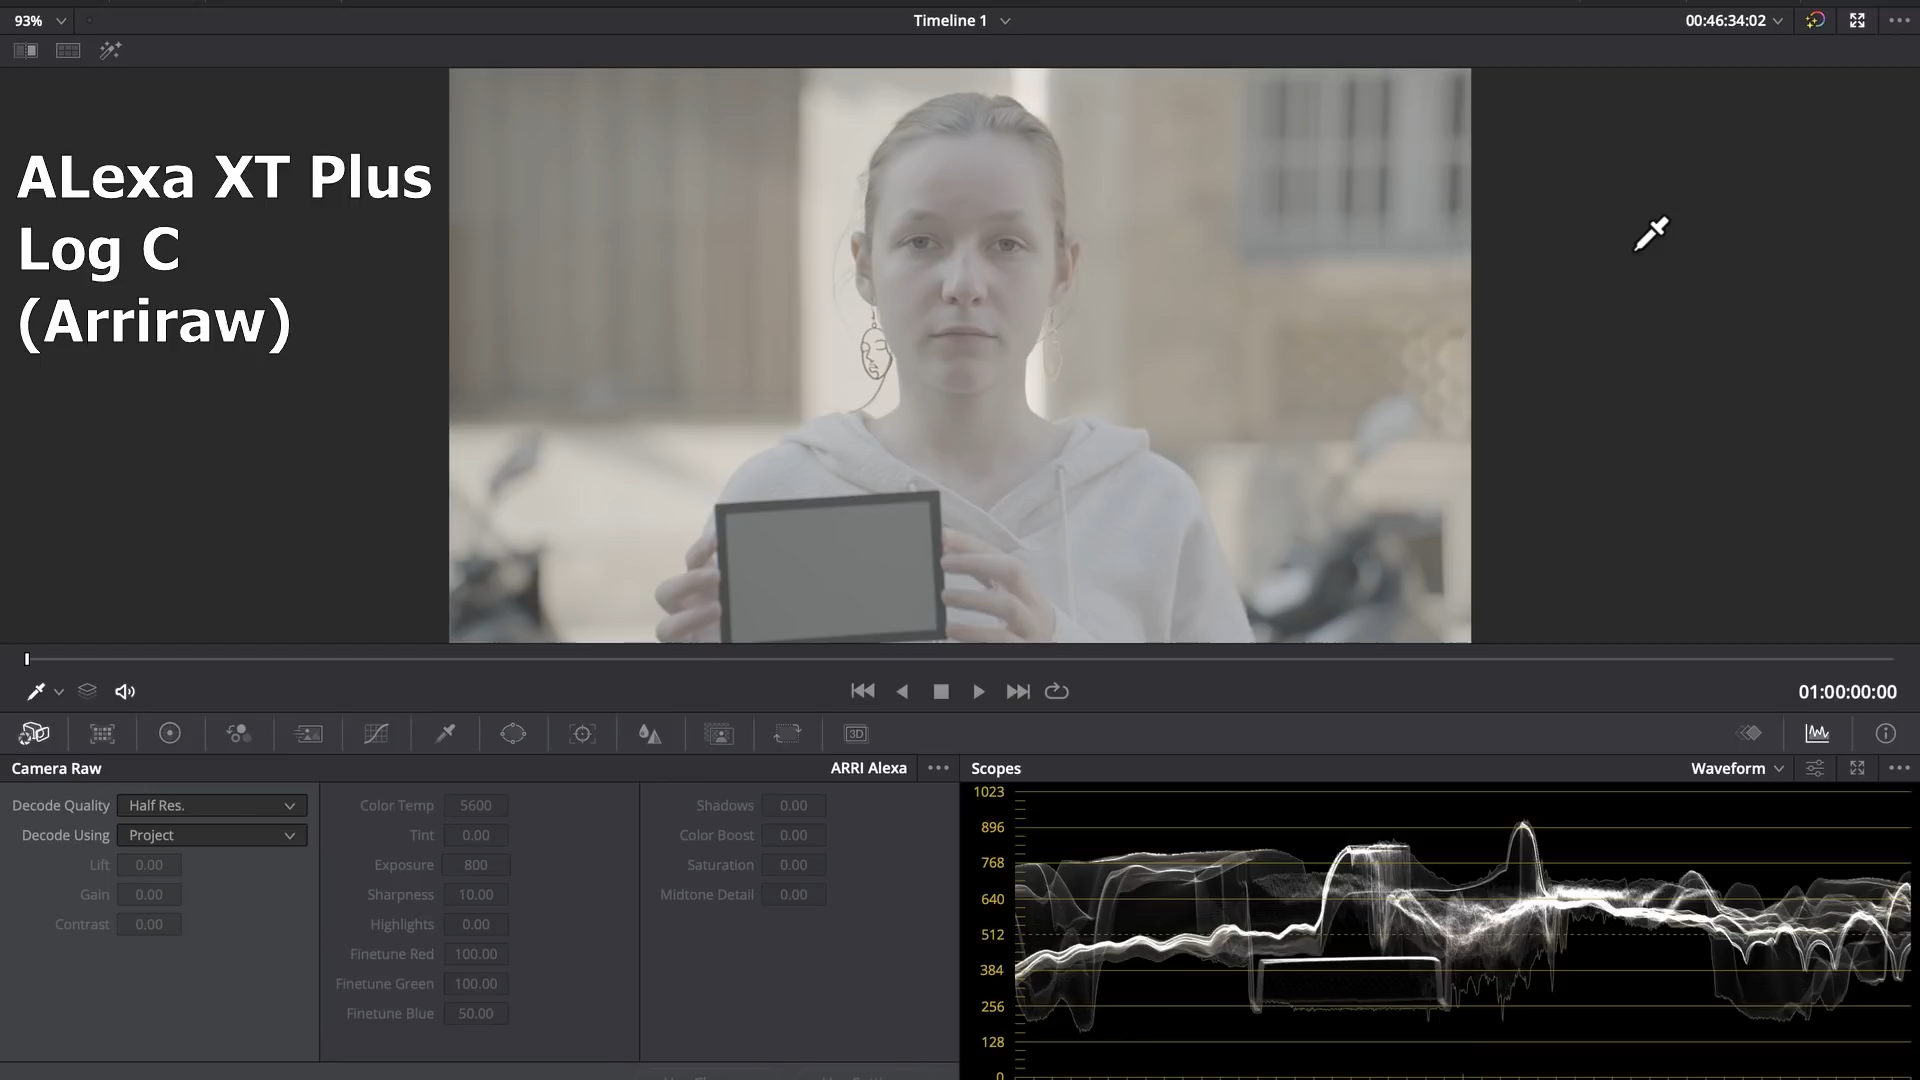 93%
Timeline 1
00:46:34:02
ALexa XT Plus
Log C
(Arriraw)
01:00:00:00
3D
Camera Raw
ARRI Alexa
Scopes
Waveform
Decode Quality Half Res.
Decode Using Project
Lift 0.00
Gain 0.00
Contrast 0.00
Color Temp 5600
Tint 0.00
Exposure 800
Sharpness 10.00
Highlights 0.00
Finetune Red 100.00
Finetune Green 100.00
Finetune Blue 50.00
Shadows 0.00
Color Boost 0.00
Saturation 0.00
Midtone Detail 0.00
1023
896
768
640
512
384
256
128
0